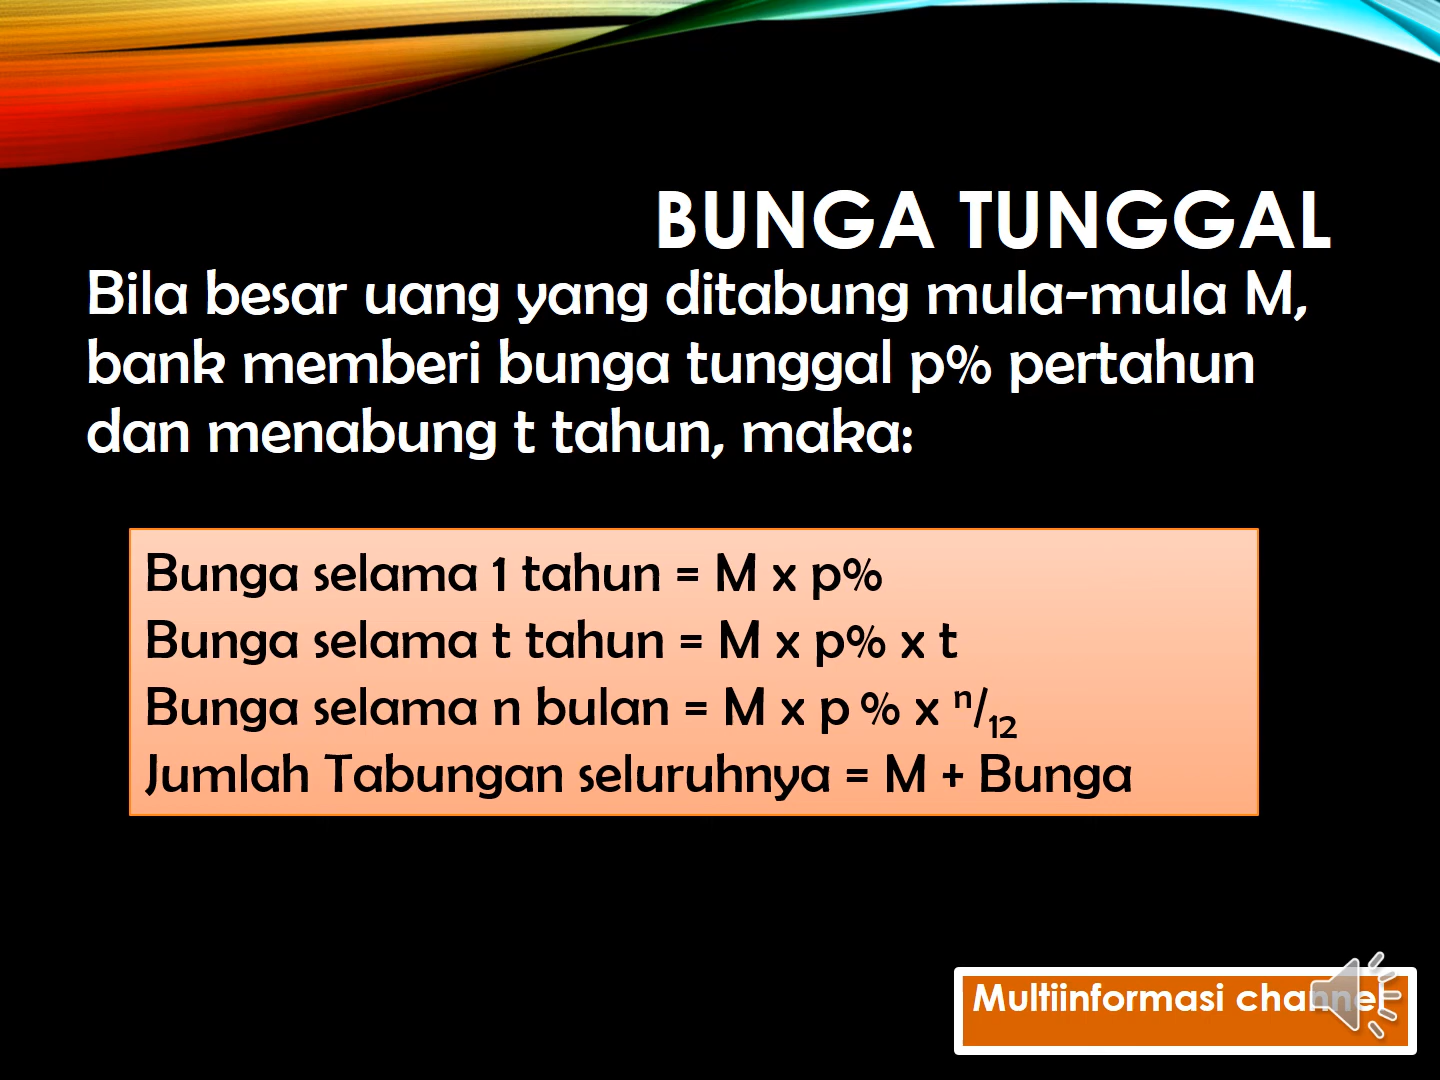 BUNGA TUNGGAL
Bila besar uang yang ditabung mula-mula M,
bank memberi bunga tunggal p% pertahun
dan menabung t tahun, maka:
Bunga selama 1 tahun = M x p%
Bunga selama t tahun = M x p% x t
Bunga selama n bulan = M x p % x n/12
Jumlah Tabungan seluruhnya = M + Bunga
Multiinformasi channel